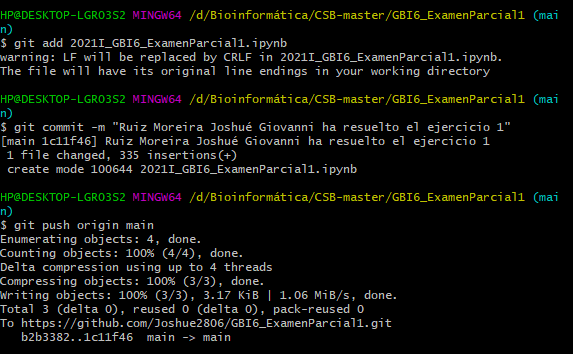 HP@DESKTOP-LGRO3S2 MINGW64 /d/Bioinformática/CSB-master/GBI6_ExamenParcial1 (mai
n)
$ git add 2021I_GBI6_ExamenParcial1.ipynb
warning: LF will be replaced by CRLF in 2021I_GBI6_ExamenParcial1.ipynb.
The file will have its original line endings in your working directory
HP@DESKTOP-LGRO3S2 MINGW64 /d/Bioinformática/CSB-master/GBI6_ExamenParcial1 (mai
n)
$ git commit -m "Ruiz Moreira Joshué Giovanni ha resuelto el ejercicio 1"
[main 1c11f46] Ruiz Moreira Joshué Giovanni ha resuelto el ejercicio 1
1 file changed, 335 insertions(+)
create mode 100644 2021I_GBI6_ExamenParcial1.ipynb
HP@DESKTOP-LGRO3S2 MINGW64 /d/Bioinformática/CSB-master/GBI6_ExamenParcial1 (mai
n)
$ git push origin main
Enumerating objects: 4, done.
Counting objects: 100% (4/4), done.
Delta compression using up to 4 threads
Compressing objects: 100% (3/3), done.
Writing objects: 100% (3/3), 3.17 KiB | 1.06 MiB/s, done.
Total 3 (delta 0), reused 0 (delta 0), pack-reused 0
To https://github.com/Joshue2806/GBI6_ExamenParcial1.git
b2b3382..1c11f46 main -> main